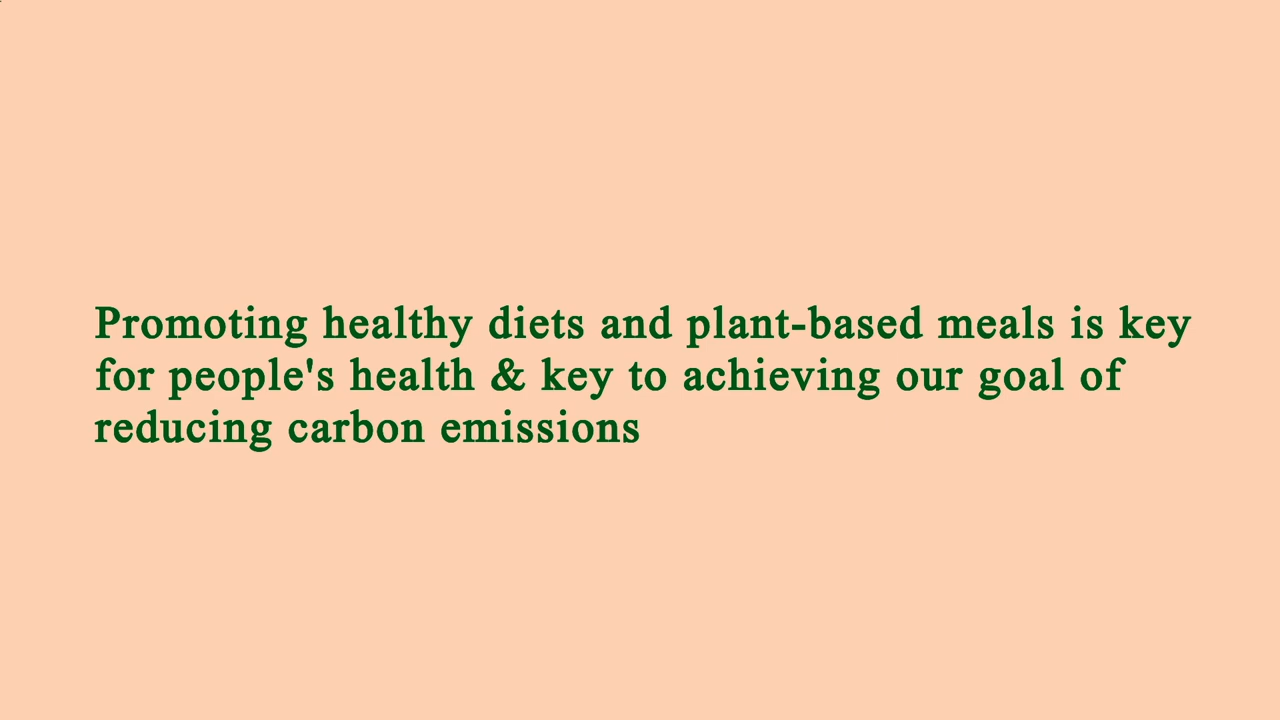 Promoting healthy diets and plant-based meals is key
for people's health & key to achieving our goal of
reducing carbon emissions